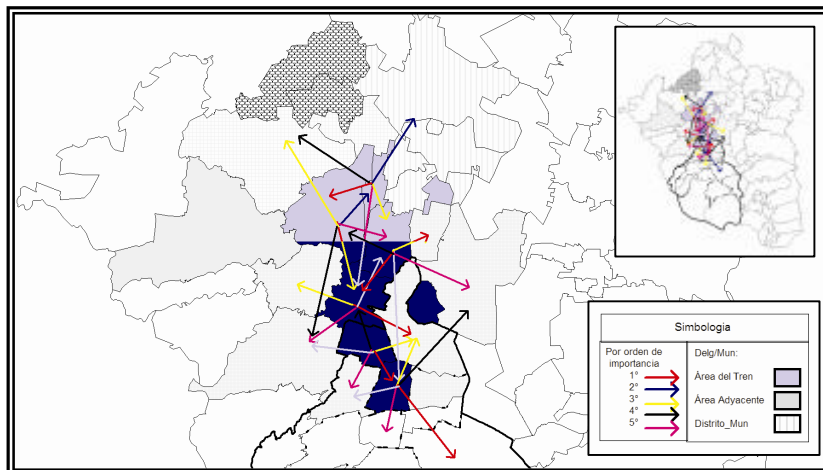 Simbologia
Por orden de
importancia
1°
2°
3°
4°
5°
Delg/Mun:
Área del Tren
Área Adyacente
Distrito_Mun